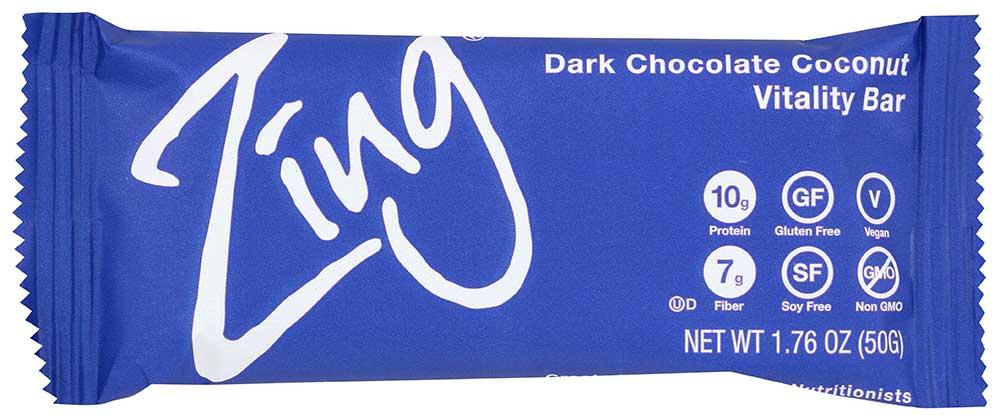 Zing
Dark Chocolate Coconut
Vitality Bar
10g
Protein
GF
Gluten Free
V
Vegan
7g
Fiber
SF
Soy Free
GMO
Non GMO
Ⓤ D
NET WT 1.76 OZ (50G)
Nutritionists